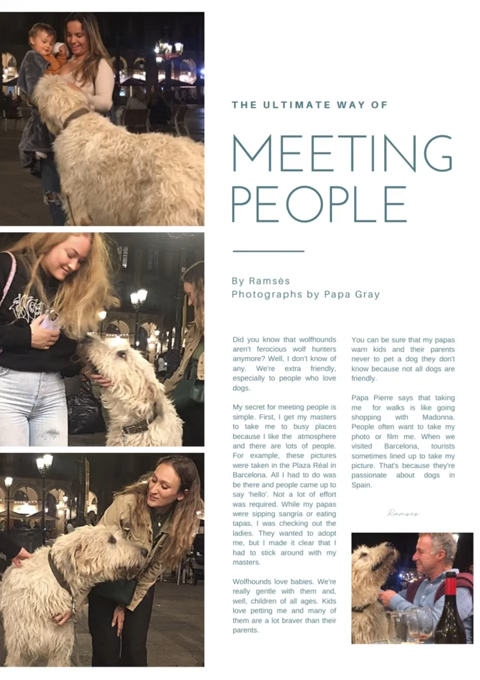 THE ULTIMATE WAY OF
MEETING
PEOPLE
By Ramsès
Photographs by Papa Gray
Did you know that wolfhounds
aren't ferocious wolf hunters
anymore? Well, I don't know of
any. We're extra friendly,
especially to people who love
dogs.
My secret for meeting people is
simple. First, I get my masters
to take me to busy places
because I like the atmosphere
and there are lots of people.
For example, these pictures
were taken in the Plaza Réal in
Barcelona. All I had to do was
be there and people came up to
say 'hello'. Not a lot of effort
was required. While my papas
were sipping sangria or eating
tapas, I was checking out the
ladies. They wanted to adopt
me, but I made it clear that I
had to stick around with my
masters.
Wolfhounds love babies. We're
really gentle with them and,
well, children of all ages. Kids
love petting me and many of
them are a lot braver than their
parents.
You can be sure that my papas
warn kids and their parents
never to pet a dog they don't
know because not all dogs are
friendly.
Papa Pierre says that taking
me for walks is like going
shopping with Madonna.
People often want to take my
photo or film me. When we
visited Barcelona, tourists
sometimes lined up to take my
picture. That's because they're
passionate about dogs in
Spain.
Ramsès